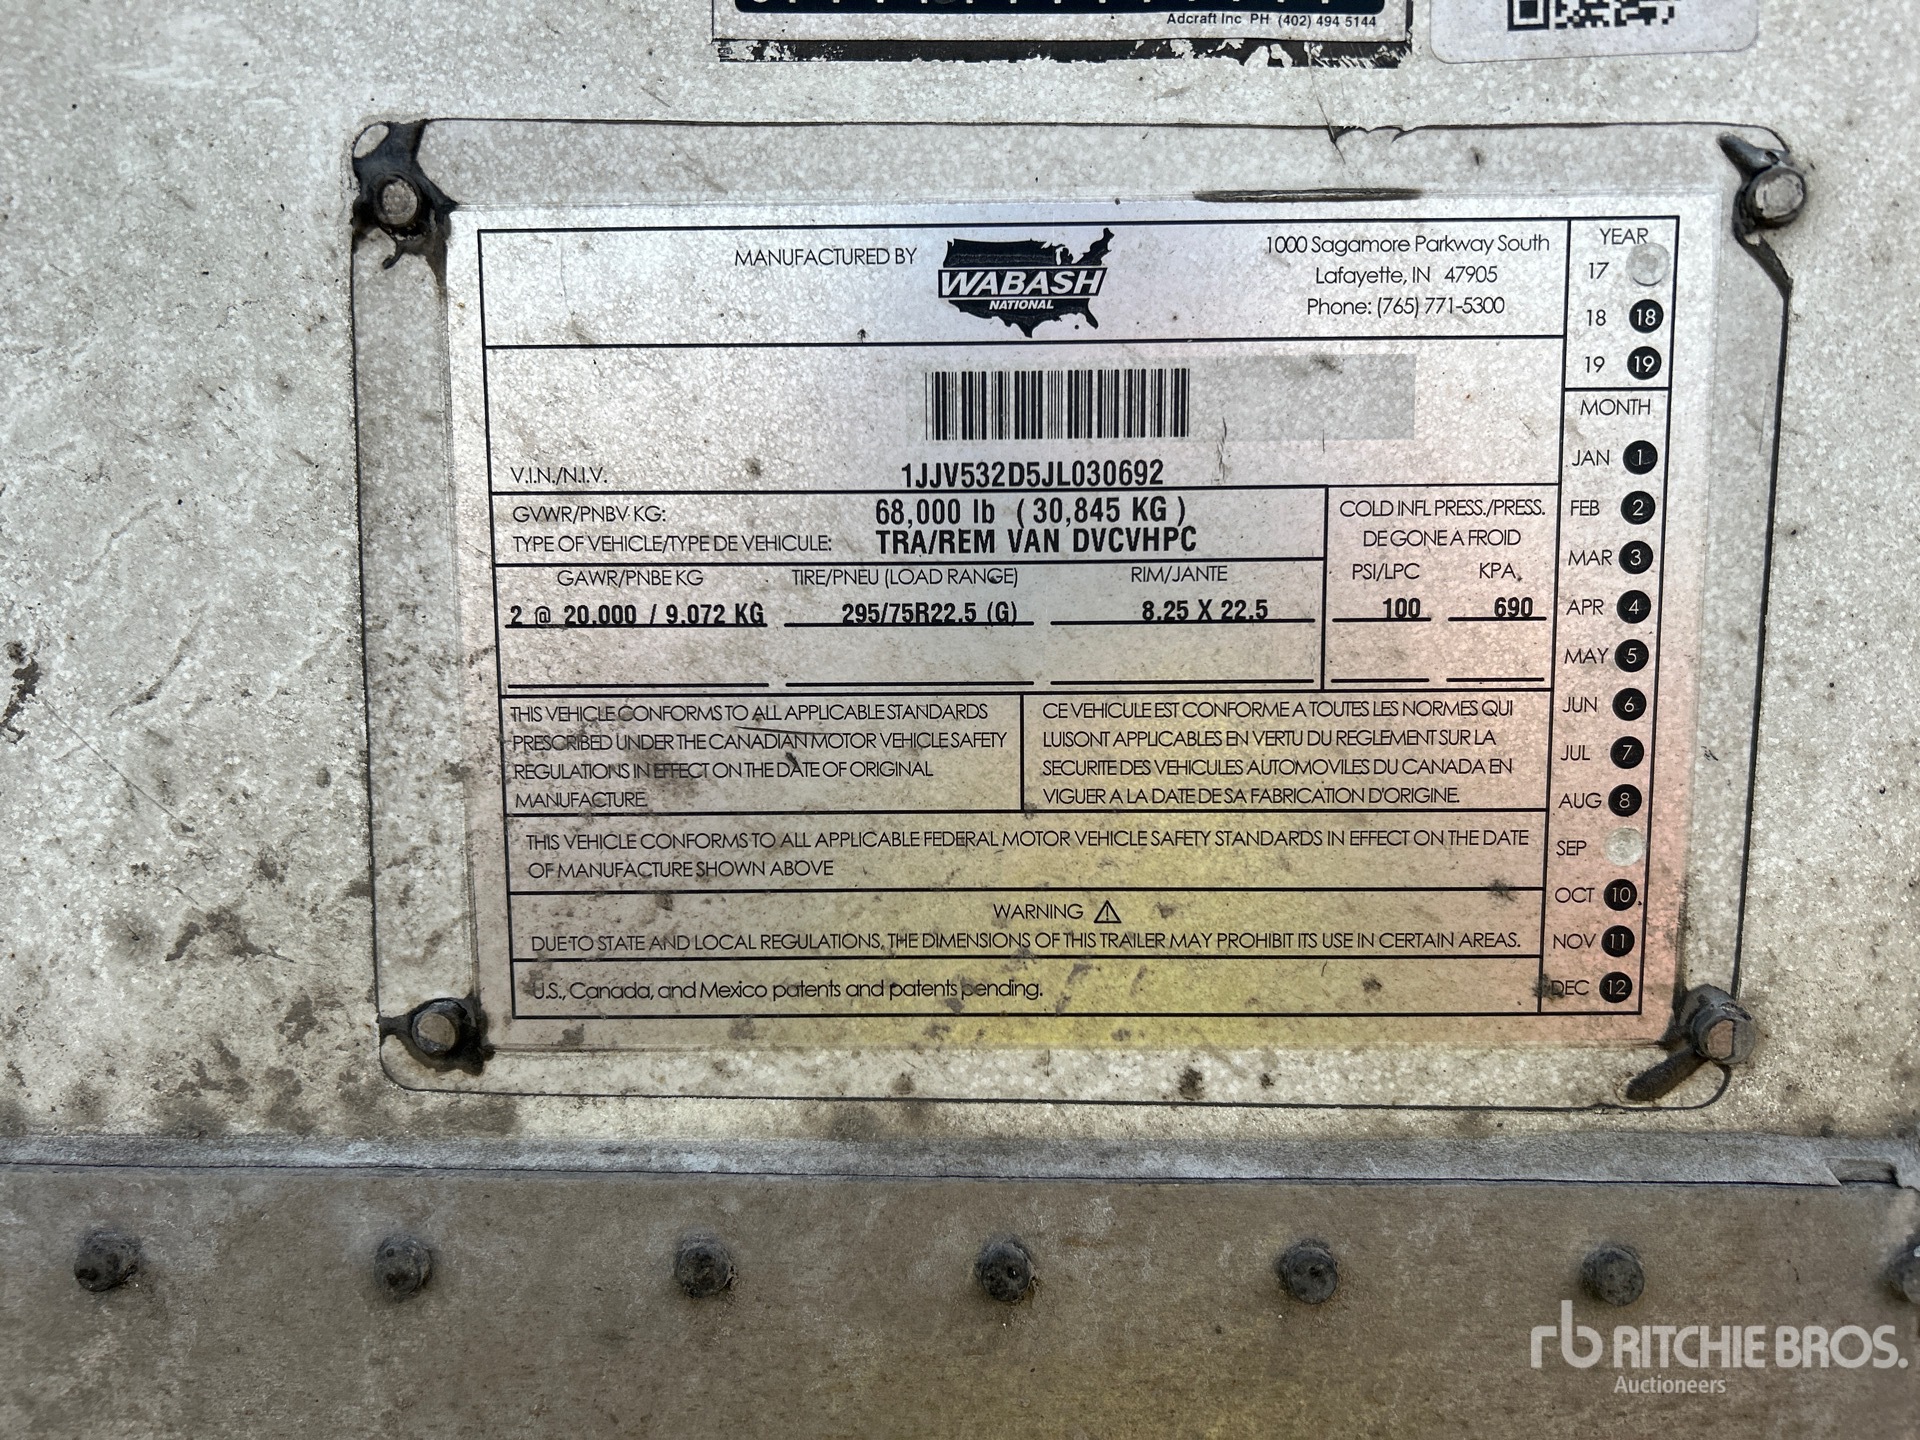 Adcraft Inc PH (402) 494 5144
MANUFACTURED BY
WABASH
NATIONAL
1000 Sagamore Parkway South
Lafayette, IN 47905
Phone: (765) 771-5300
YEAR
17
18 18
19 19
V.I.N./N.I.V. 1JJV532D5JL030692
GVWR/PNBV KG: 68,000 lb ( 30,845 KG )
TYPE OF VEHICLE/TYPE DE VEHICULE: TRA/REM VAN DVCVHPC
COLD INFL PRESS./PRESS.
DE GONE A FROID
GAWR/PNBE KG TIRE/PNEU (LOAD RANGE) RIM/JANTE PSI/LPC KPA
2 @ 20.000 / 9.072 KG 295/75R22.5 (G) 8.25 X 22.5 100 690
THIS VEHICLE CONFORMS TO ALL APPLICABLE STANDARDS
PRESCRIBED UNDER THE CANADIAN MOTOR VEHICLE SAFETY
REGULATIONS IN EFFECT ON THE DATE OF ORIGINAL
MANUFACTURE.
CE VEHICULE EST CONFORME A TOUTES LES NORMES QUI
LUISONT APPLICABLES EN VERTU DU REGLEMENT SUR LA
SECURITE DES VEHICULES AUTOMOVILES DU CANADA EN
VIGUER A LA DATE DE SA FABRICATION D'ORIGINE.
THIS VEHICLE CONFORMS TO ALL APPLICABLE FEDERAL MOTOR VEHICLE SAFETY STANDARDS IN EFFECT ON THE DATE
OF MANUFACTURE SHOWN ABOVE
WARNING
DUE TO STATE AND LOCAL REGULATIONS, THE DIMENSIONS OF THIS TRAILER MAY PROHIBIT ITS USE IN CERTAIN AREAS.
U.S., Canada, and Mexico patents and patents pending.
MONTH
JAN 1
FEB 2
MAR 3
APR 4
MAY 5
JUN 6
JUL 7
AUG 8
SEP
OCT 10
NOV 11
DEC 12
rb RITCHIE BROS.
Auctioneers